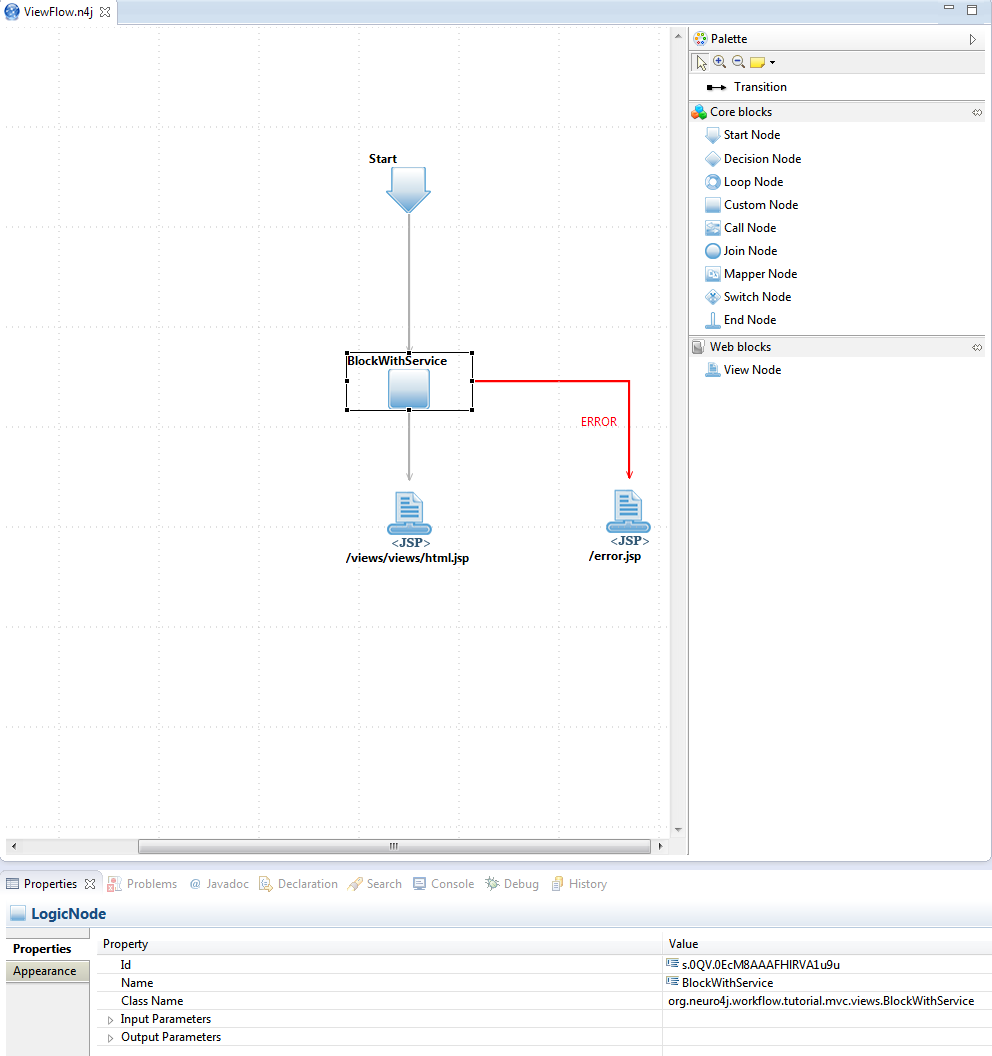 ViewFlow.n4j
Palette
Transition
Core blocks
Start Node
Decision Node
Loop Node
Custom Node
Call Node
Join Node
Mapper Node
Switch Node
End Node
Web blocks
View Node
Start
BlockWithService
ERROR
<JSP>
/views/views/html.jsp
<JSP>
/error.jsp
Properties Problems @ Javadoc Declaration Search Console Debug History
LogicNode
Properties
Appearance
Property Value
Id s.0QV.0EcM8AAAFHIRVA1u9u
Name BlockWithService
Class Name org.neuro4j.workflow.tutorial.mvc.views.BlockWithService
Input Parameters
Output Parameters